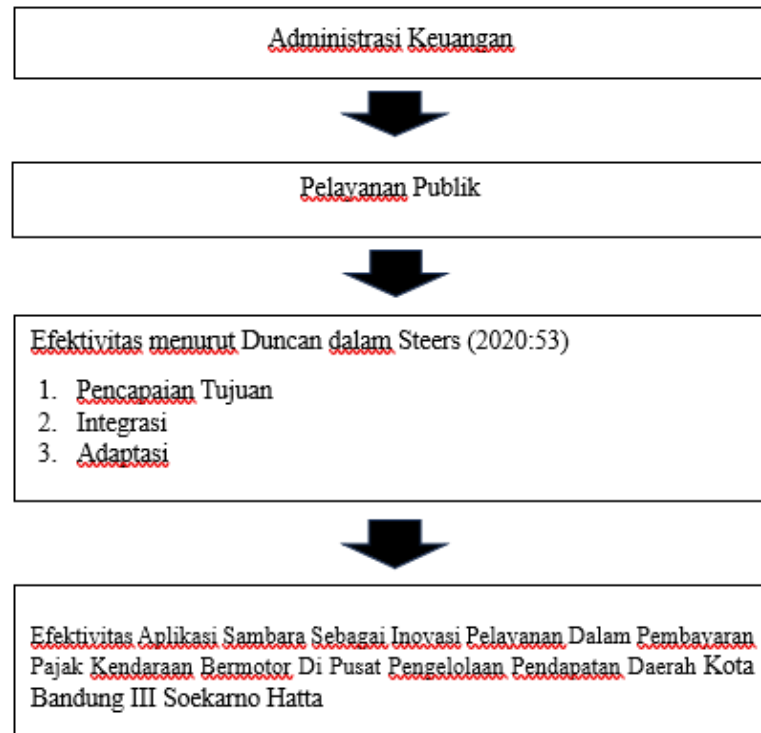 Administrasi Keuangan
Pelayanan Publik
Efektivitas menurut Duncan dalam Steers (2020:53)
1. Pencapaian Tujuan
2. Integrasi
3. Adaptasi
Efektivitas Aplikasi Sambara Sebagai Inovasi Pelayanan Dalam Pembayaran
Pajak Kendaraan Bermotor Di Pusat Pengelolaan Pendapatan Daerah Kota
Bandung III Soekarno Hatta